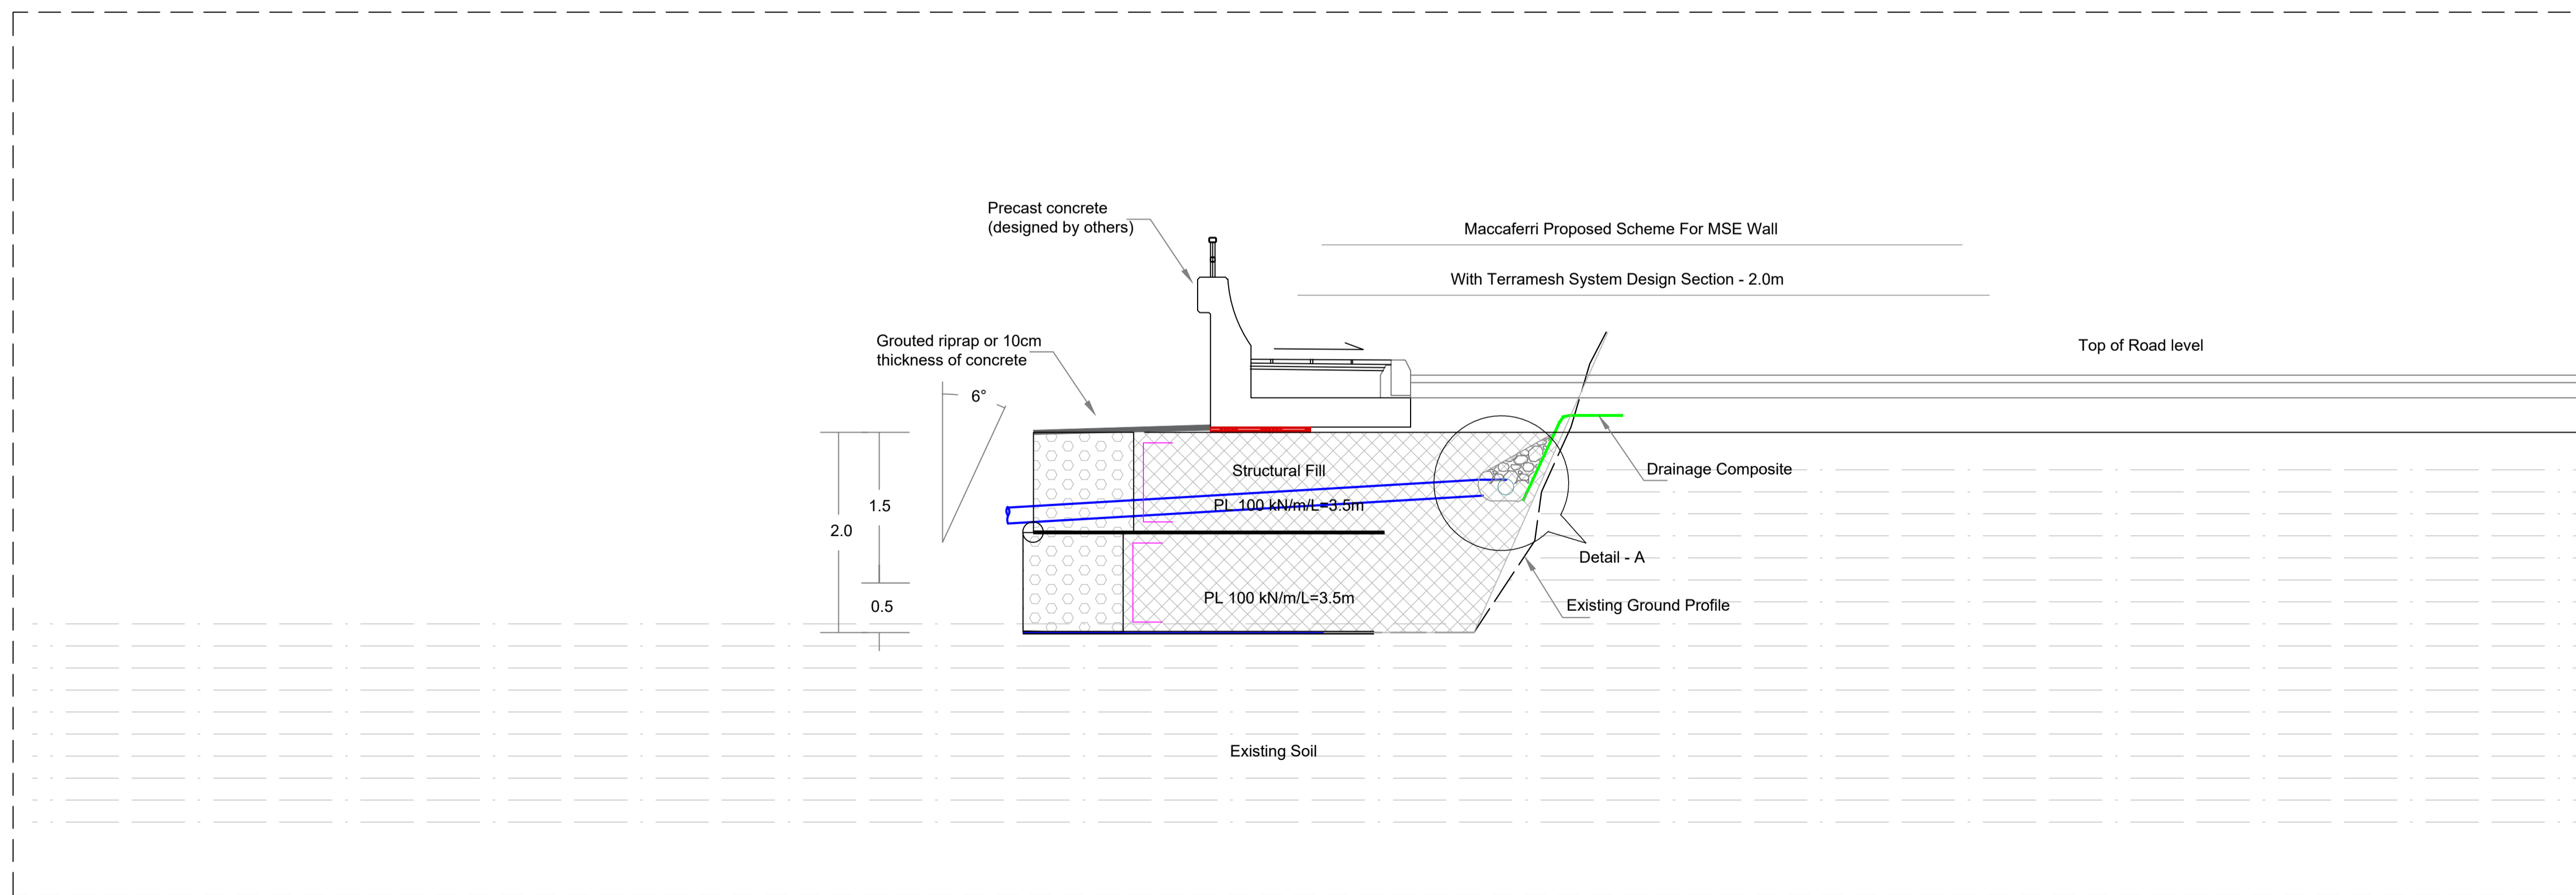 Precast concrete
(designed by others)
Maccaferri Proposed Scheme For MSE Wall
With Terramesh System Design Section - 2.0m
Grouted riprap or 10cm
thickness of concrete
Top of Road level
6°
Structural Fill
Drainage Composite
1.5
PL 100 kN/m/L=3.5m
2.0
Detail - A
PL 100 kN/m/L=3.5m
0.5
Existing Ground Profile
Existing Soil